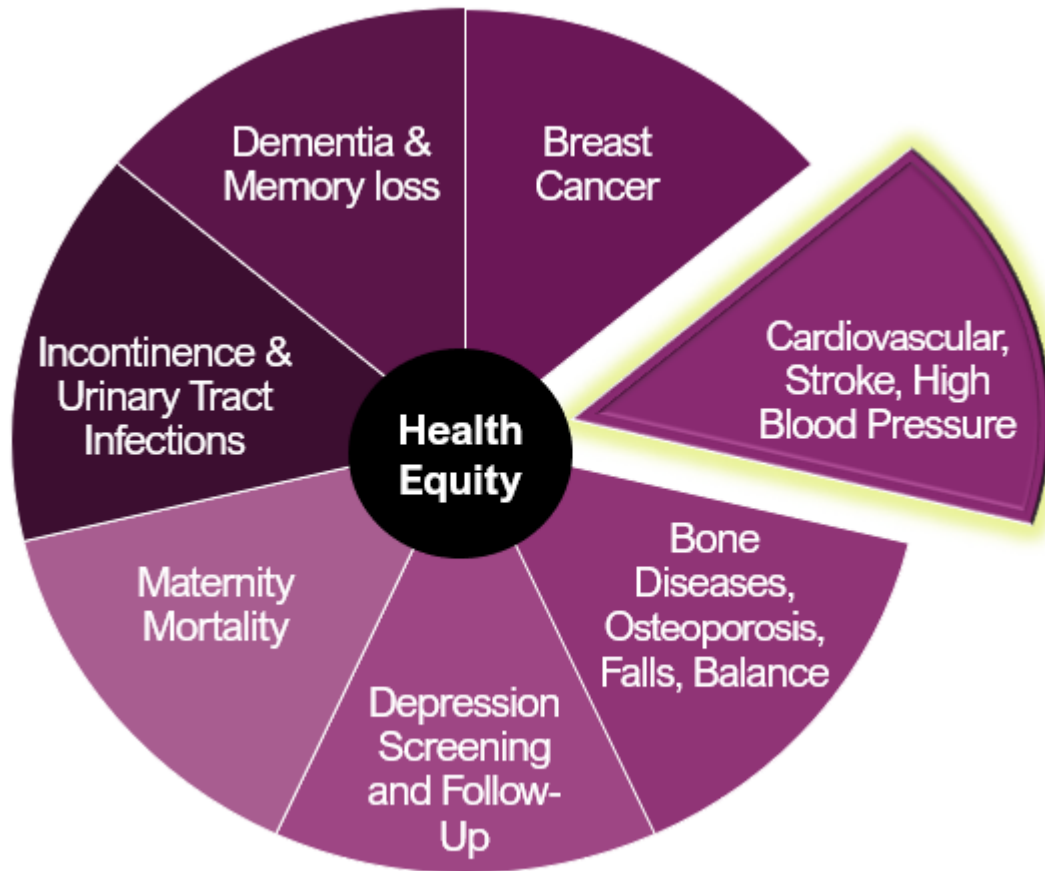 Dementia &
Memory loss
Breast
Cancer
Cardiovascular,
Stroke, High
Blood Pressure
Incontinence &
Urinary Tract
Infections
Health
Equity
Bone
Diseases,
Osteoporosis,
Falls, Balance
Maternity
Mortality
Depression
Screening
and Follow-
Up